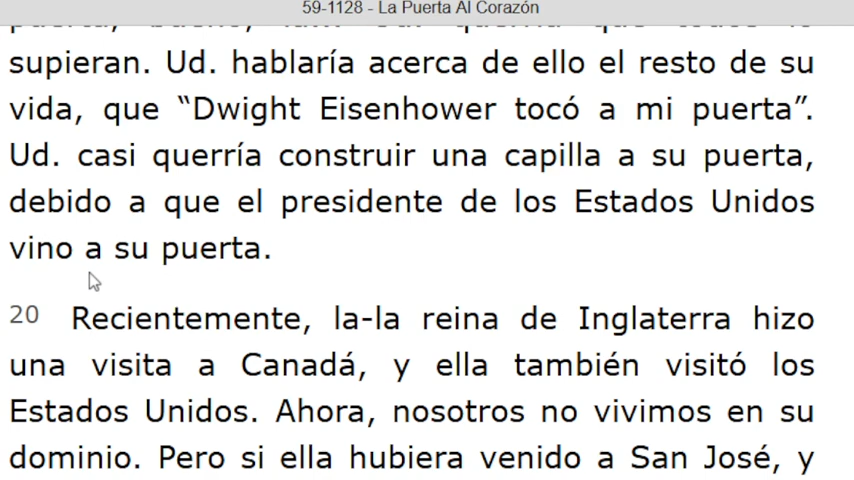 59-1128 - La Puerta Al Corazón
supieran. Ud. hablaría acerca de ello el resto de su
vida, que “Dwight Eisenhower tocó a mi puerta”.
Ud. casi querría construir una capilla a su puerta,
debido a que el presidente de los Estados Unidos
vino a su puerta.
20 Recientemente, la-la reina de Inglaterra hizo
una visita a Canadá, y ella también visitó los
Estados Unidos. Ahora, nosotros no vivimos en su
dominio. Pero si ella hubiera venido a San José, y